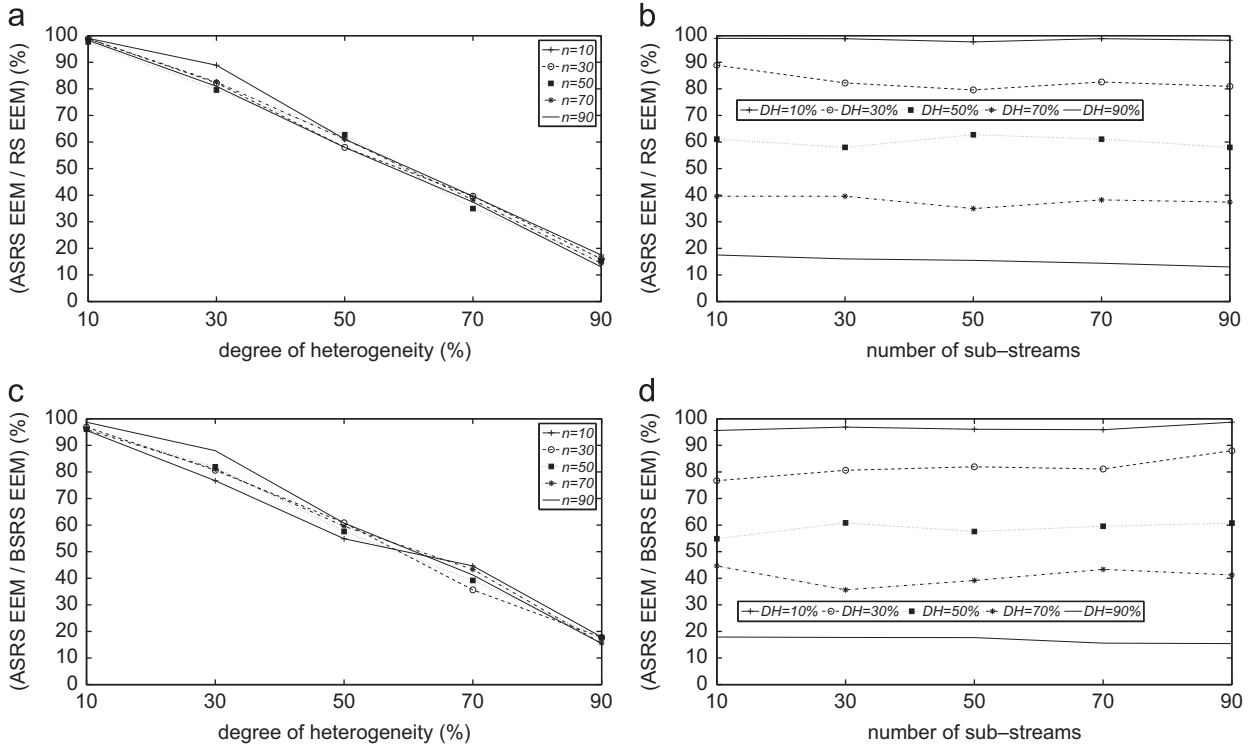 a
(ASRS EEM / RS EEM) (%)
100
90
80
70
60
50
40
30
20
10
0
10 30 50 70 90
degree of heterogeneity (%)
n=10
n=30
n=50
n=70
n=90
b
(ASRS EEM / RS EEM) (%)
100
90
80
70
60
50
40
30
20
10
0
10 30 50 70 90
number of sub–streams
DH=10% DH=30% DH=50% DH=70% DH=90%
c
(ASRS EEM / BSRS EEM) (%)
100
90
80
70
60
50
40
30
20
10
0
10 30 50 70 90
degree of heterogeneity (%)
n=10
n=30
n=50
n=70
n=90
d
(ASRS EEM / BSRS EEM) (%)
100
90
80
70
60
50
40
30
20
10
0
10 30 50 70 90
number of sub–streams
DH=10% DH=30% DH=50% DH=70% DH=90%